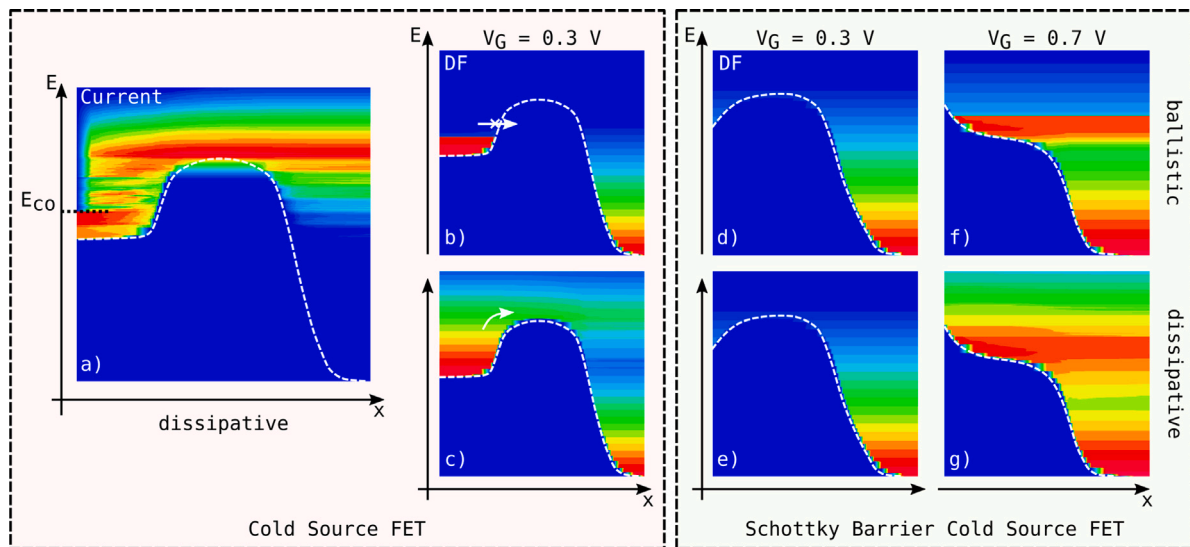 E
Current
E_CO
a)
x
dissipative
V_G = 0.3 V
E
DF
b)
c)
x
Cold Source FET
V_G = 0.3 V
V_G = 0.7 V
E
DF
d)
f)
ballistic
e)
g)
dissipative
x
Schottky Barrier Cold Source FET